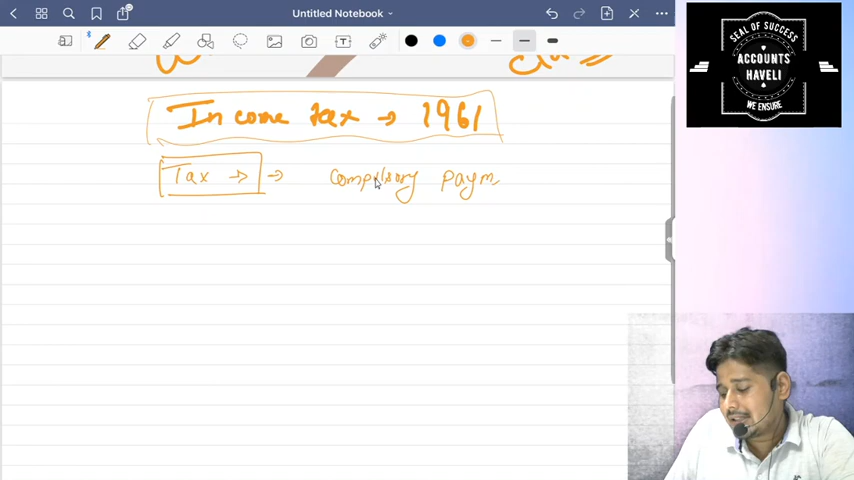 Untitled Notebook
Income tax → 1961
Tax → → Compulsory paym
SEAL OF SUCCESS
ACCOUNTS
HAVELI
WE ENSURE